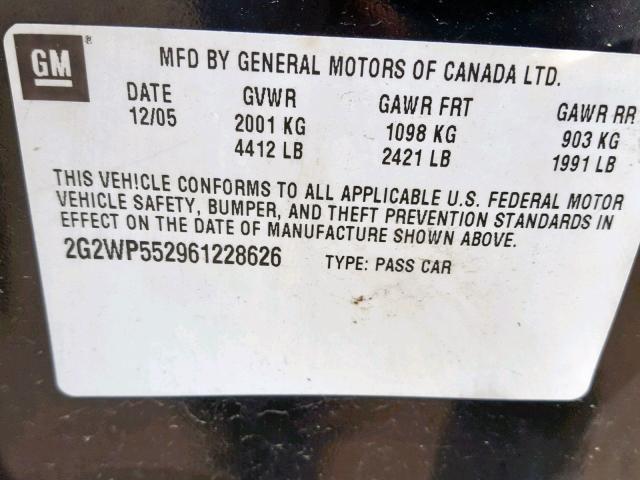 GM ®
MFD BY GENERAL MOTORS OF CANADA LTD.
DATE GVWR GAWR FRT GAWR RR
12/05 2001 KG 1098 KG 903 KG
4412 LB 2421 LB 1991 LB
THIS VEHICLE CONFORMS TO ALL APPLICABLE U.S. FEDERAL MOTOR
VEHICLE SAFETY, BUMPER, AND THEFT PREVENTION STANDARDS IN
EFFECT ON THE DATE OF MANUFACTURE SHOWN ABOVE.
2G2WP552961228626 TYPE: PASS CAR